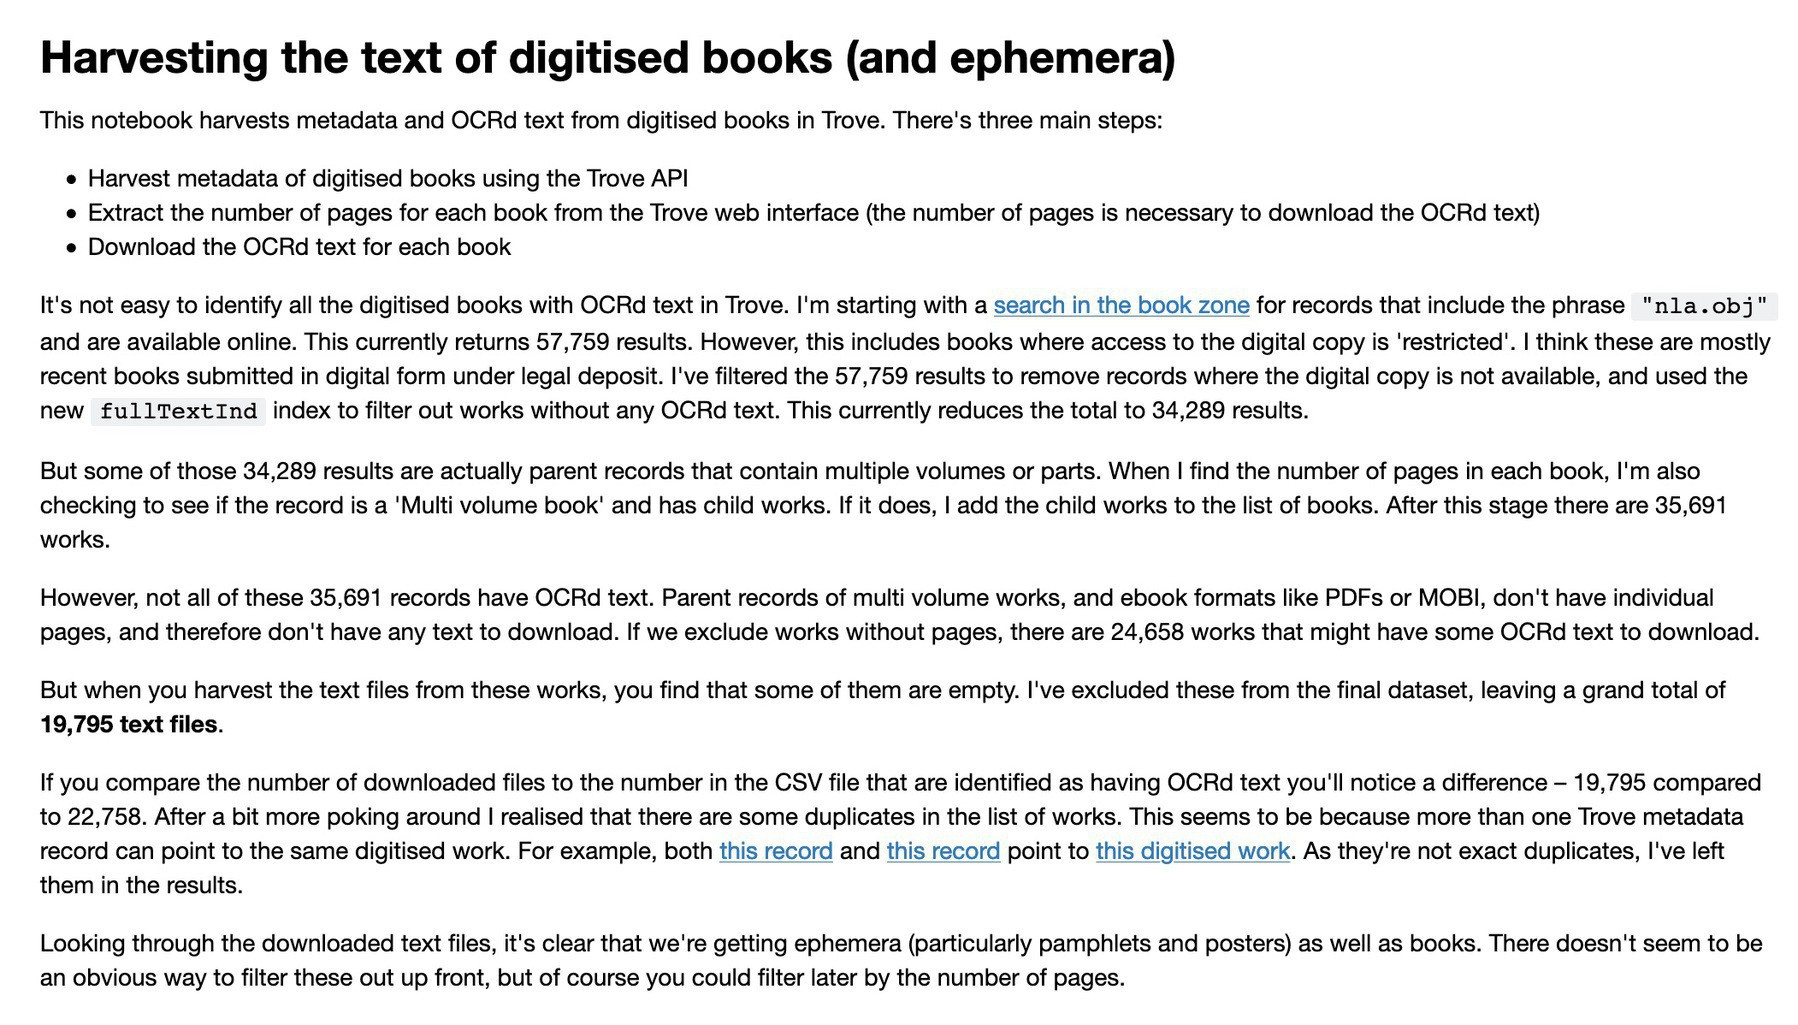 Harvesting the text of digitised books (and ephemera)
This notebook harvests metadata and OCRd text from digitised books in Trove. There's three main steps:
• Harvest metadata of digitised books using the Trove API
• Extract the number of pages for each book from the Trove web interface (the number of pages is necessary to download the OCRd text)
• Download the OCRd text for each book
It's not easy to identify all the digitised books with OCRd text in Trove. I'm starting with a search in the book zone for records that include the phrase "nla.obj"
and are available online. This currently returns 57,759 results. However, this includes books where access to the digital copy is 'restricted'. I think these are mostly
recent books submitted in digital form under legal deposit. I've filtered the 57,759 results to remove records where the digital copy is not available, and used the
new fullTextInd index to filter out works without any OCRd text. This currently reduces the total to 34,289 results.
But some of those 34,289 results are actually parent records that contain multiple volumes or parts. When I find the number of pages in each book, I'm also
checking to see if the record is a 'Multi volume book' and has child works. If it does, I add the child works to the list of books. After this stage there are 35,691
works.
However, not all of these 35,691 records have OCRd text. Parent records of multi volume works, and ebook formats like PDFs or MOBI, don't have individual
pages, and therefore don't have any text to download. If we exclude works without pages, there are 24,658 works that might have some OCRd text to download.
But when you harvest the text files from these works, you find that some of them are empty. I've excluded these from the final dataset, leaving a grand total of
19,795 text files.
If you compare the number of downloaded files to the number in the CSV file that are identified as having OCRd text you'll notice a difference – 19,795 compared
to 22,758. After a bit more poking around I realised that there are some duplicates in the list of works. This seems to be because more than one Trove metadata
record can point to the same digitised work. For example, both this record and this record point to this digitised work. As they're not exact duplicates, I've left
them in the results.
Looking through the downloaded text files, it's clear that we're getting ephemera (particularly pamphlets and posters) as well as books. There doesn't seem to be
an obvious way to filter these out up front, but of course you could filter later by the number of pages.